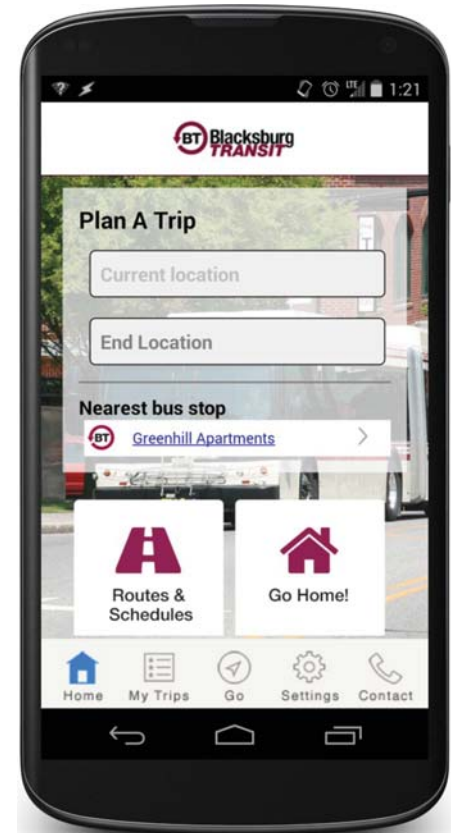 LTE 1:21
BT Blacksburg
TRANSIT
Plan A Trip
Current location
End Location
Nearest bus stop
BT Greenhill Apartments
Routes &
Schedules
Go Home!
Home My Trips Go Settings Contact